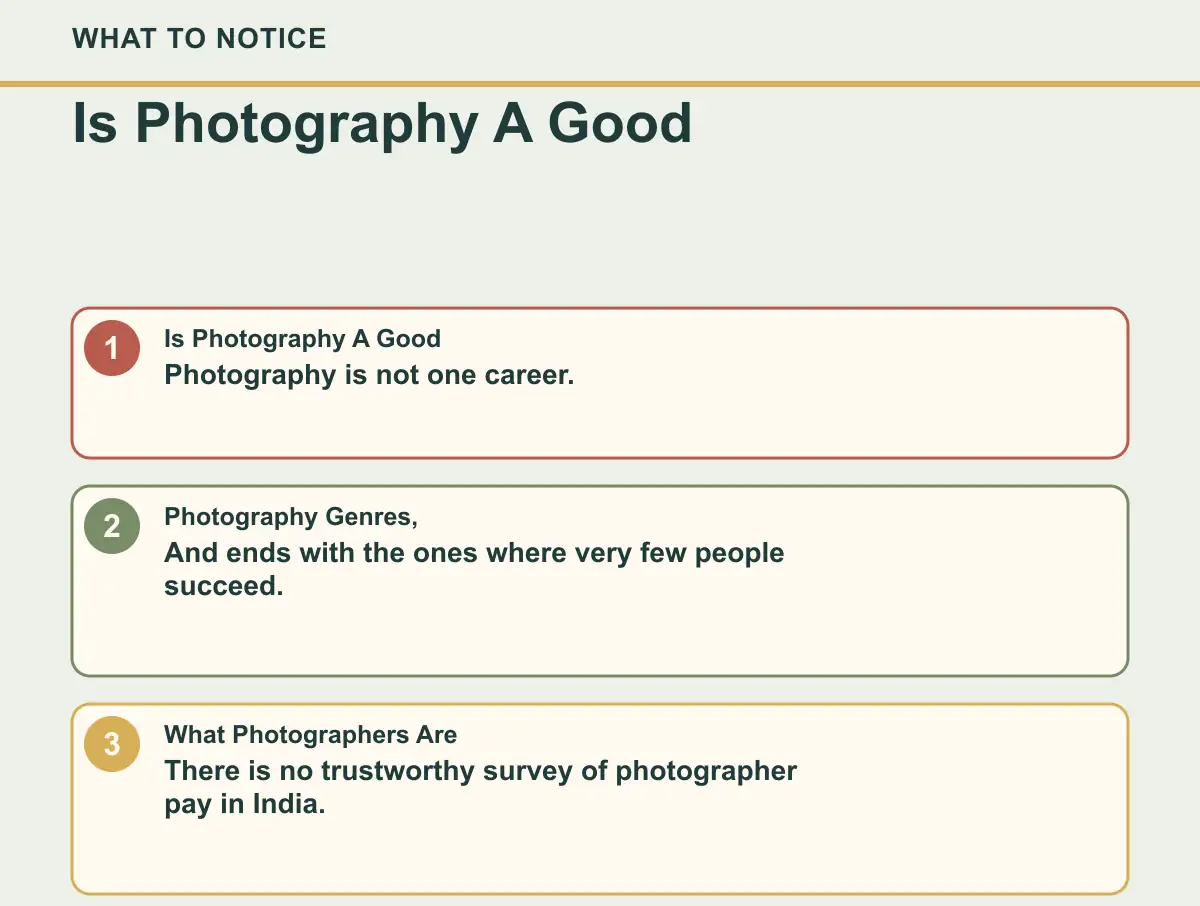 WHAT TO NOTICE
Is Photography A Good
1
Is Photography A Good
Photography is not one career.
2
Photography Genres,
And ends with the ones where very few people
succeed.
3
What Photographers Are
There is no trustworthy survey of photographer
pay in India.